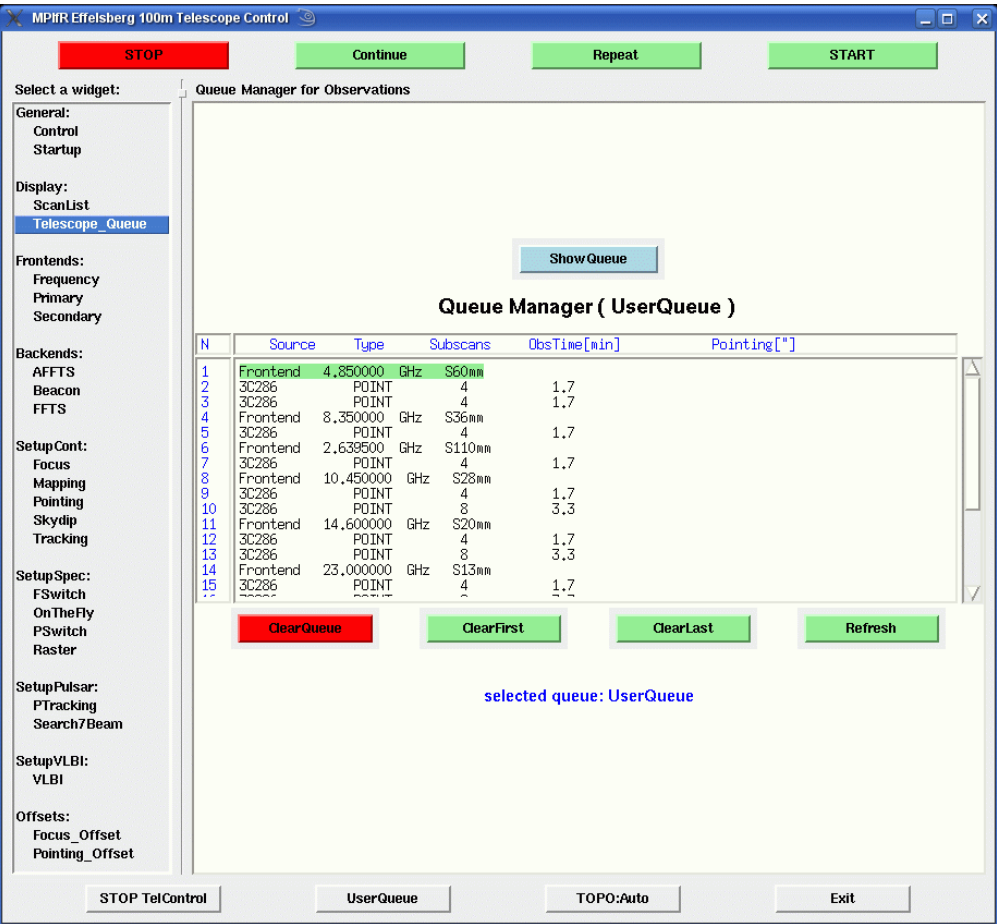 MPIfR Effelsberg 100m Telescope Control
STOP Continue Repeat START
Select a widget:
General:
Control
Startup
Display:
ScanList
Telescope_Queue
Frontends:
Frequency
Primary
Secondary
Backends:
AFFTS
Beacon
FFTS
SetupCont:
Focus
Mapping
Pointing
Skydip
Tracking
SetupSpec:
FSwitch
OnTheFly
PSwitch
Raster
SetupPulsar:
PTracking
Search7Beam
SetupVLBI:
VLBI
Offsets:
Focus_Offset
Pointing_Offset
Queue Manager for Observations
ShowQueue
Queue Manager ( UserQueue )
N Source Type Subscans ObsTime[min] Pointing["]
1 Frontend 4.850000 GHz S60mm
2 3C286 POINT 4 1.7
3 3C286 POINT 4 1.7
4 Frontend 8.350000 GHz S36mm
5 3C286 POINT 4 1.7
6 Frontend 2.639500 GHz S110mm
7 3C286 POINT 4 1.7
8 Frontend 10.450000 GHz S28mm
9 3C286 POINT 4 1.7
10 3C286 POINT 8 3.3
11 Frontend 14.600000 GHz S20mm
12 3C286 POINT 4 1.7
13 3C286 POINT 8 3.3
14 Frontend 23.000000 GHz S13mm
15 3C286 POINT 4 1.7
ClearQueue ClearFirst ClearLast Refresh
selected queue: UserQueue
STOP TelControl UserQueue TOPO:Auto Exit